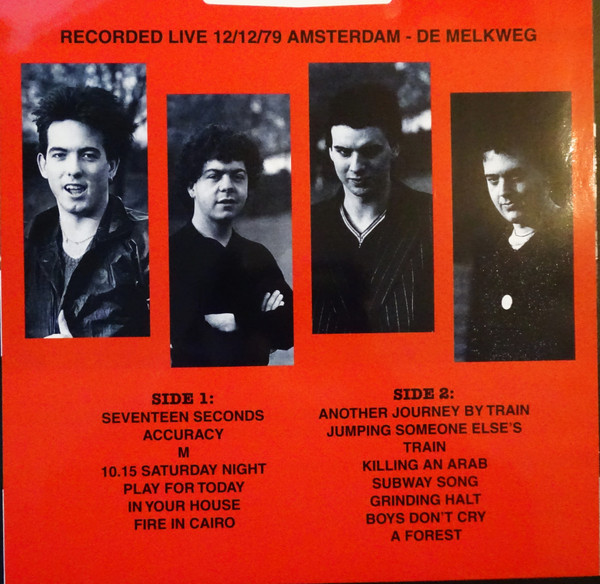 RECORDED LIVE 12/12/79 AMSTERDAM - DE MELKWEG
SIDE 1:
SEVENTEEN SECONDS
ACCURACY
M
10.15 SATURDAY NIGHT
PLAY FOR TODAY
IN YOUR HOUSE
FIRE IN CAIRO
SIDE 2:
ANOTHER JOURNEY BY TRAIN
JUMPING SOMEONE ELSE'S
TRAIN
KILLING AN ARAB
SUBWAY SONG
GRINDING HALT
BOYS DON'T CRY
A FOREST